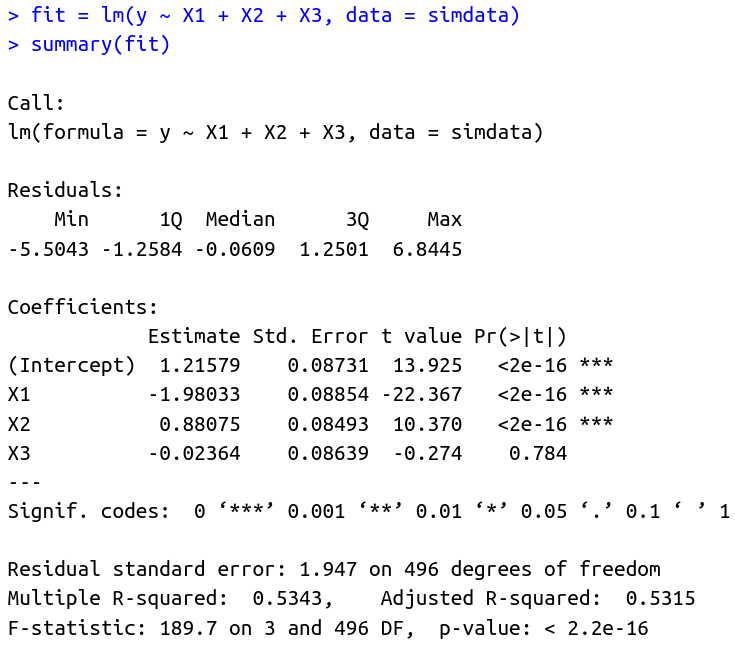 > fit = lm(y ~ X1 + X2 + X3, data = simdata)
> summary(fit)

Call:
lm(formula = y ~ X1 + X2 + X3, data = simdata)

Residuals:
    Min      1Q  Median      3Q     Max
-5.5043 -1.2584 -0.0609  1.2501  6.8445

Coefficients:
            Estimate Std. Error t value Pr(>|t|)
(Intercept)  1.21579    0.08731  13.925   <2e-16 ***
X1          -1.98033    0.08854 -22.367   <2e-16 ***
X2           0.88075    0.08493  10.370   <2e-16 ***
X3          -0.02364    0.08639  -0.274    0.784
---
Signif. codes:  0 ‘***’ 0.001 ‘**’ 0.01 ‘*’ 0.05 ‘.’ 0.1 ‘ ’ 1

Residual standard error: 1.947 on 496 degrees of freedom
Multiple R-squared:  0.5343,    Adjusted R-squared:  0.5315
F-statistic: 189.7 on 3 and 496 DF,  p-value: < 2.2e-16